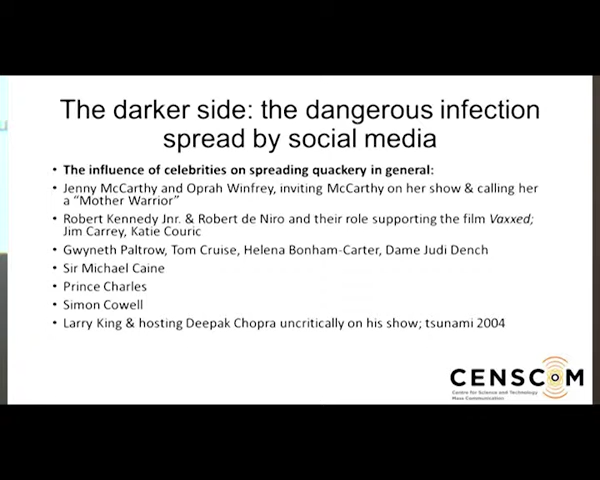 The darker side: the dangerous infection
spread by social media
• The influence of celebrities on spreading quackery in general:
• Jenny McCarthy and Oprah Winfrey, inviting McCarthy on her show & calling her
a “Mother Warrior”
• Robert Kennedy Jnr. & Robert de Niro and their role supporting the film Vaxxed;
Jim Carrey, Katie Couric
• Gwyneth Paltrow, Tom Cruise, Helena Bonham-Carter, Dame Judi Dench
• Sir Michael Caine
• Prince Charles
• Simon Cowell
• Larry King & hosting Deepak Chopra uncritically on his show; tsunami 2004
CENSCOM
Centre for Science and Technology
Mass Communication